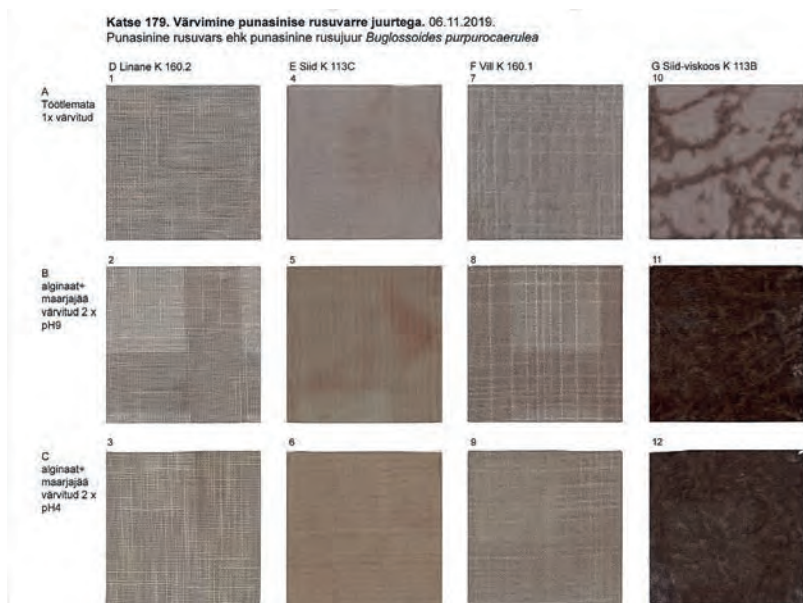 Katse 179. Värvimine punasinise rusuvarre juurtega. 06.11.2019.
Punasinine rusuvars ehk punasinine rusujuur Buglossoides purpurocaerulea
D Linane K 160.2
E Siid K 113C
F Vill K 160.1
G Siid-viskoos K 113B
1
4
7
10
A
Töötlemata
1x värvitud
2
5
8
11
B
alginaat+
maarjajää
värvitud 2 x
pH9
3
6
9
12
C
alginaat+
maarjajää
värvitud 2 x
pH4